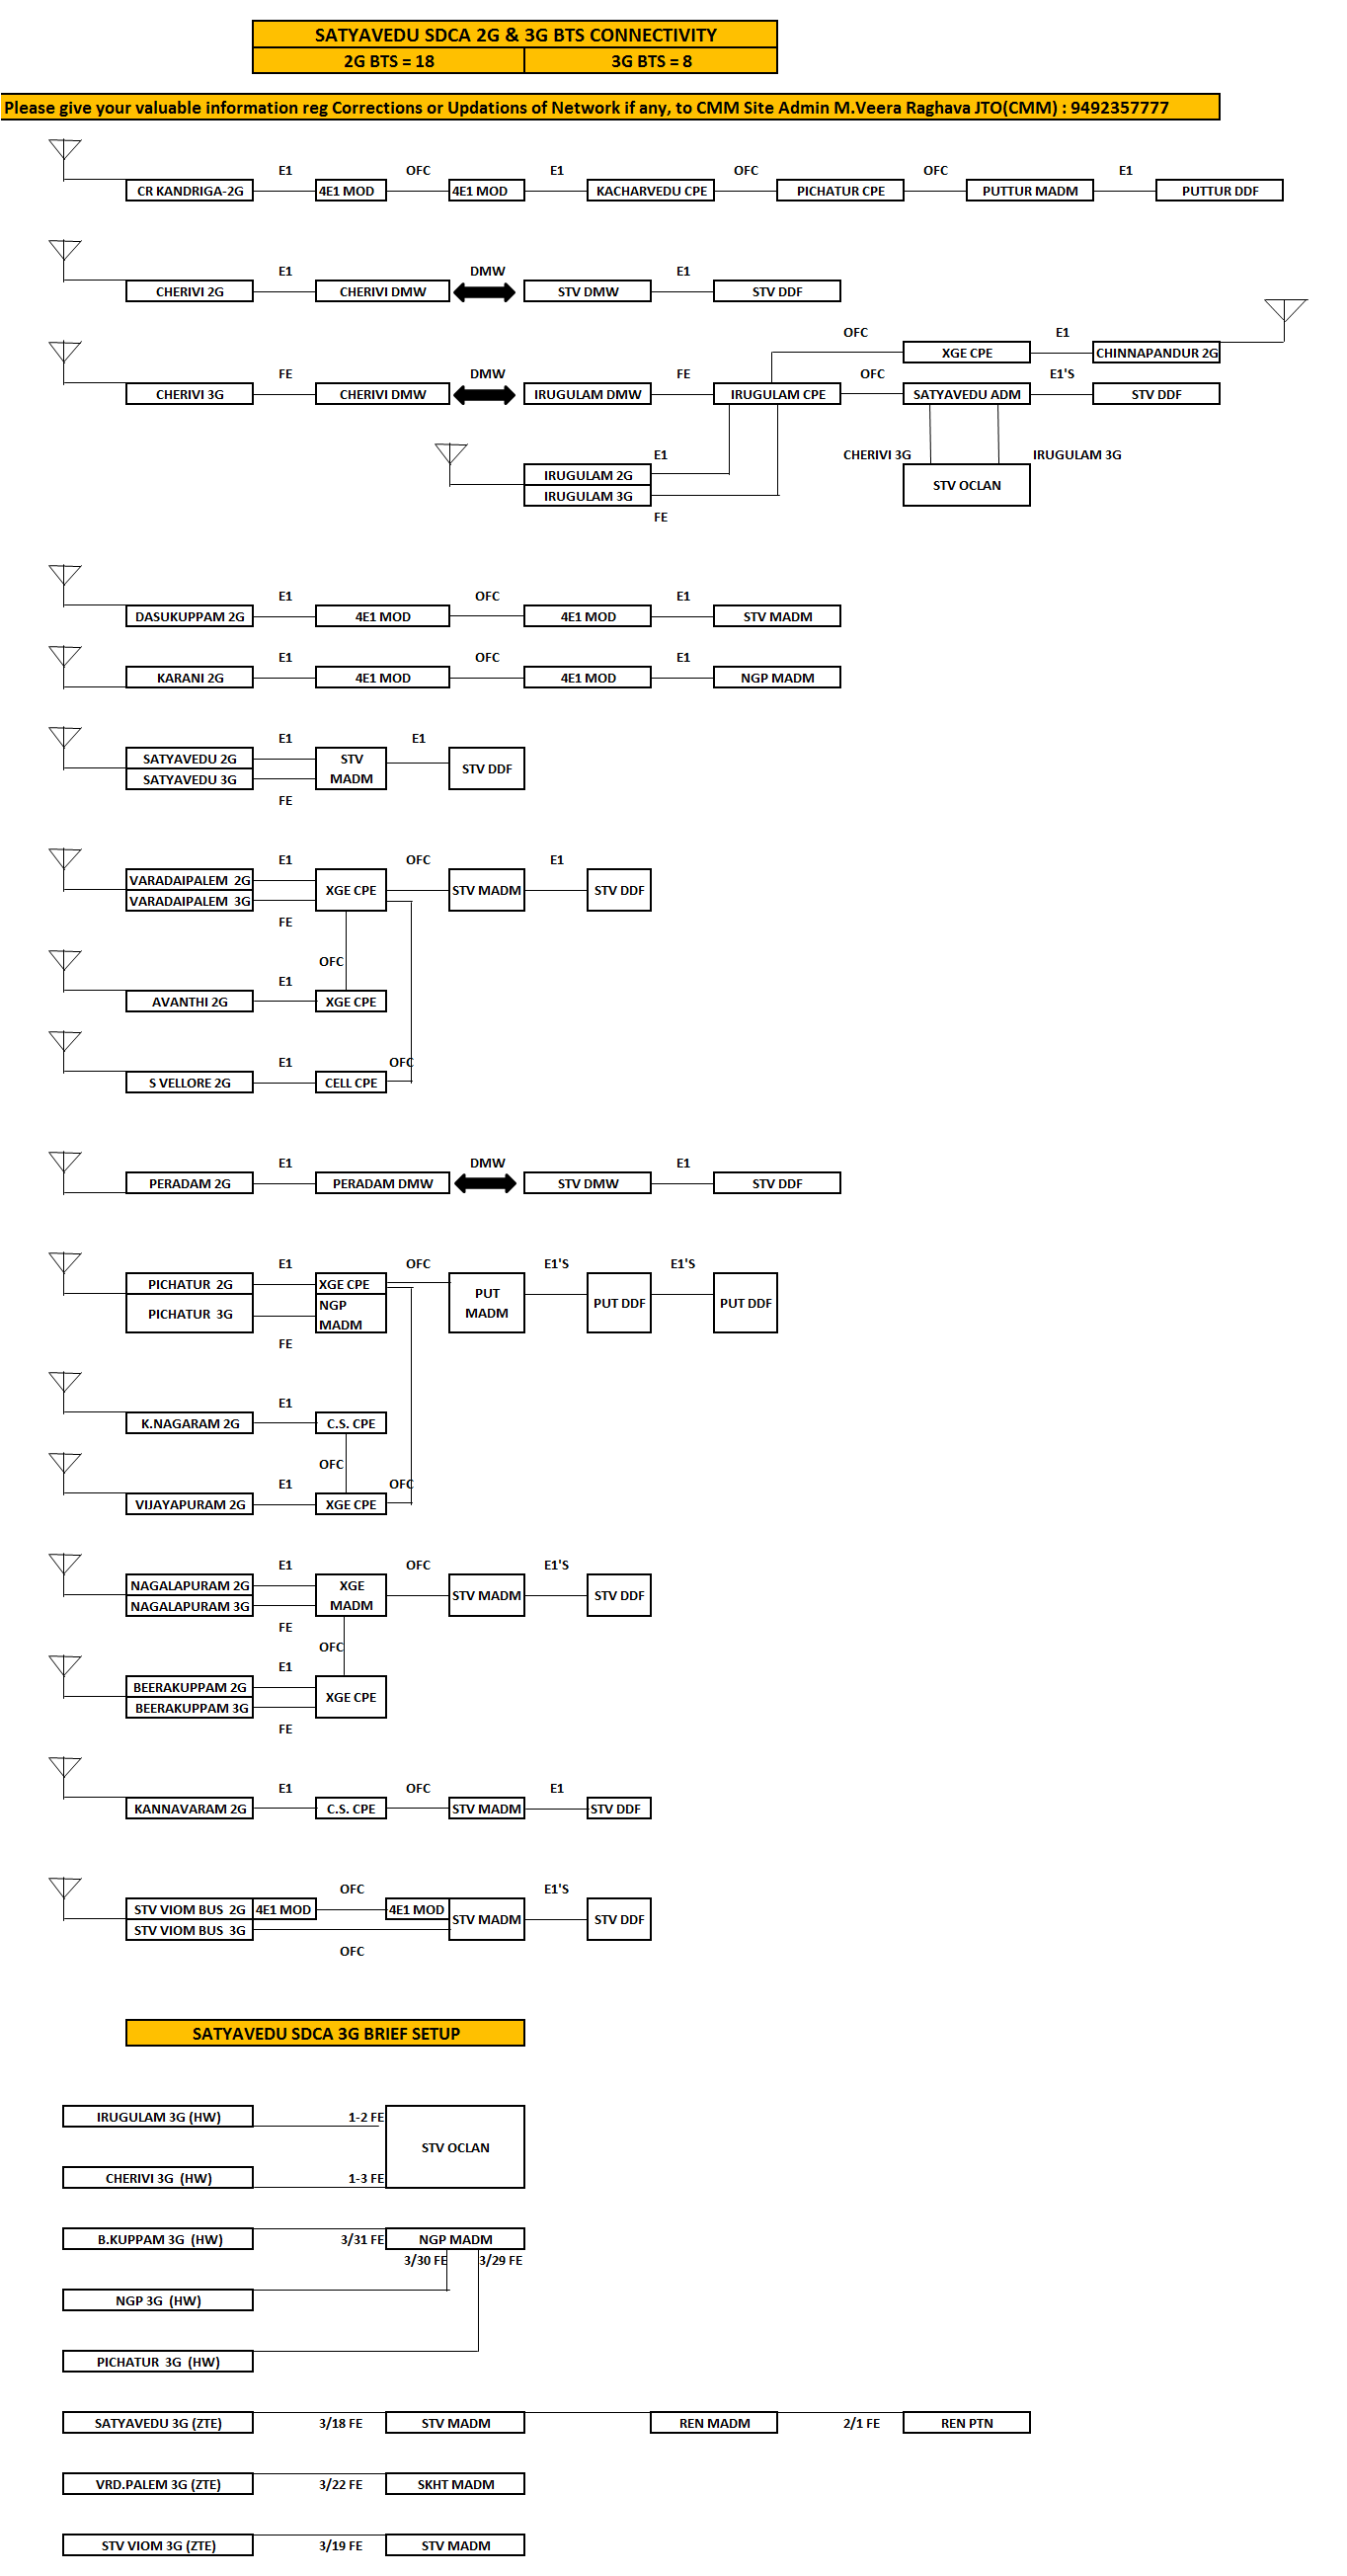 SATYAVEDU SDCA 2G & 3G BTS CONNECTIVITY
2G BTS = 18 3G BTS = 8
Please give your valuable information reg Corrections or Updations of Network if any, to CMM Site Admin M.Veera Raghava JTO(CMM) : 9492357777
E1 OFC E1 OFC OFC E1
CR KANDRIGA-2G 4E1 MOD 4E1 MOD KACHARVEDU CPE PICHATUR CPE PUTTUR MADM PUTTUR DDF
E1 DMW E1
CHERIVI 2G CHERIVI DMW STV DMW STV DDF
OFC E1
XGE CPE CHINNAPANDUR 2G
FE DMW FE OFC E1'S
CHERIVI 3G CHERIVI DMW IRUGULAM DMW IRUGULAM CPE SATYAVEDU ADM STV DDF
E1 CHERIVI 3G IRUGULAM 3G
IRUGULAM 2G
STV OCLAN
IRUGULAM 3G
FE
E1 OFC E1
DASUKUPPAM 2G 4E1 MOD 4E1 MOD STV MADM
E1 OFC E1
KARANI 2G 4E1 MOD 4E1 MOD NGP MADM
E1 E1
SATYAVEDU 2G STV
STV DDF
SATYAVEDU 3G MADM
FE
E1 OFC E1
VARADAIPALEM 2G
XGE CPE STV MADM STV DDF
VARADAIPALEM 3G
FE
OFC
E1
AVANTHI 2G XGE CPE
E1 OFC
S VELLORE 2G CELL CPE
E1 DMW E1
PERADAM 2G PERADAM DMW STV DMW STV DDF
E1 OFC E1'S E1'S
PICHATUR 2G XGE CPE PUT
PUT DDF PUT DDF
PICHATUR 3G NGP
MADM MADM
FE
E1
K.NAGARAM 2G C.S. CPE
OFC
E1 OFC
VIJAYAPURAM 2G XGE CPE
E1 OFC E1'S
NAGALAPURAM 2G XGE
STV MADM STV DDF
NAGALAPURAM 3G MADM
FE
OFC
E1
BEERAKUPPAM 2G
XGE CPE
BEERAKUPPAM 3G
FE
E1 OFC E1
KANNAVARAM 2G C.S. CPE STV MADM STV DDF
OFC E1'S
STV VIOM BUS 2G 4E1 MOD 4E1 MOD
STV MADM STV DDF
STV VIOM BUS 3G
OFC
SATYAVEDU SDCA 3G BRIEF SETUP
IRUGULAM 3G (HW) 1-2 FE
STV OCLAN
CHERIVI 3G (HW) 1-3 FE
B.KUPPAM 3G (HW) 3/31 FE NGP MADM
3/30 FE 3/29 FE
NGP 3G (HW)
PICHATUR 3G (HW)
SATYAVEDU 3G (ZTE) 3/18 FE STV MADM REN MADM 2/1 FE REN PTN
VRD.PALEM 3G (ZTE) 3/22 FE SKHT MADM
STV VIOM 3G (ZTE) 3/19 FE STV MADM